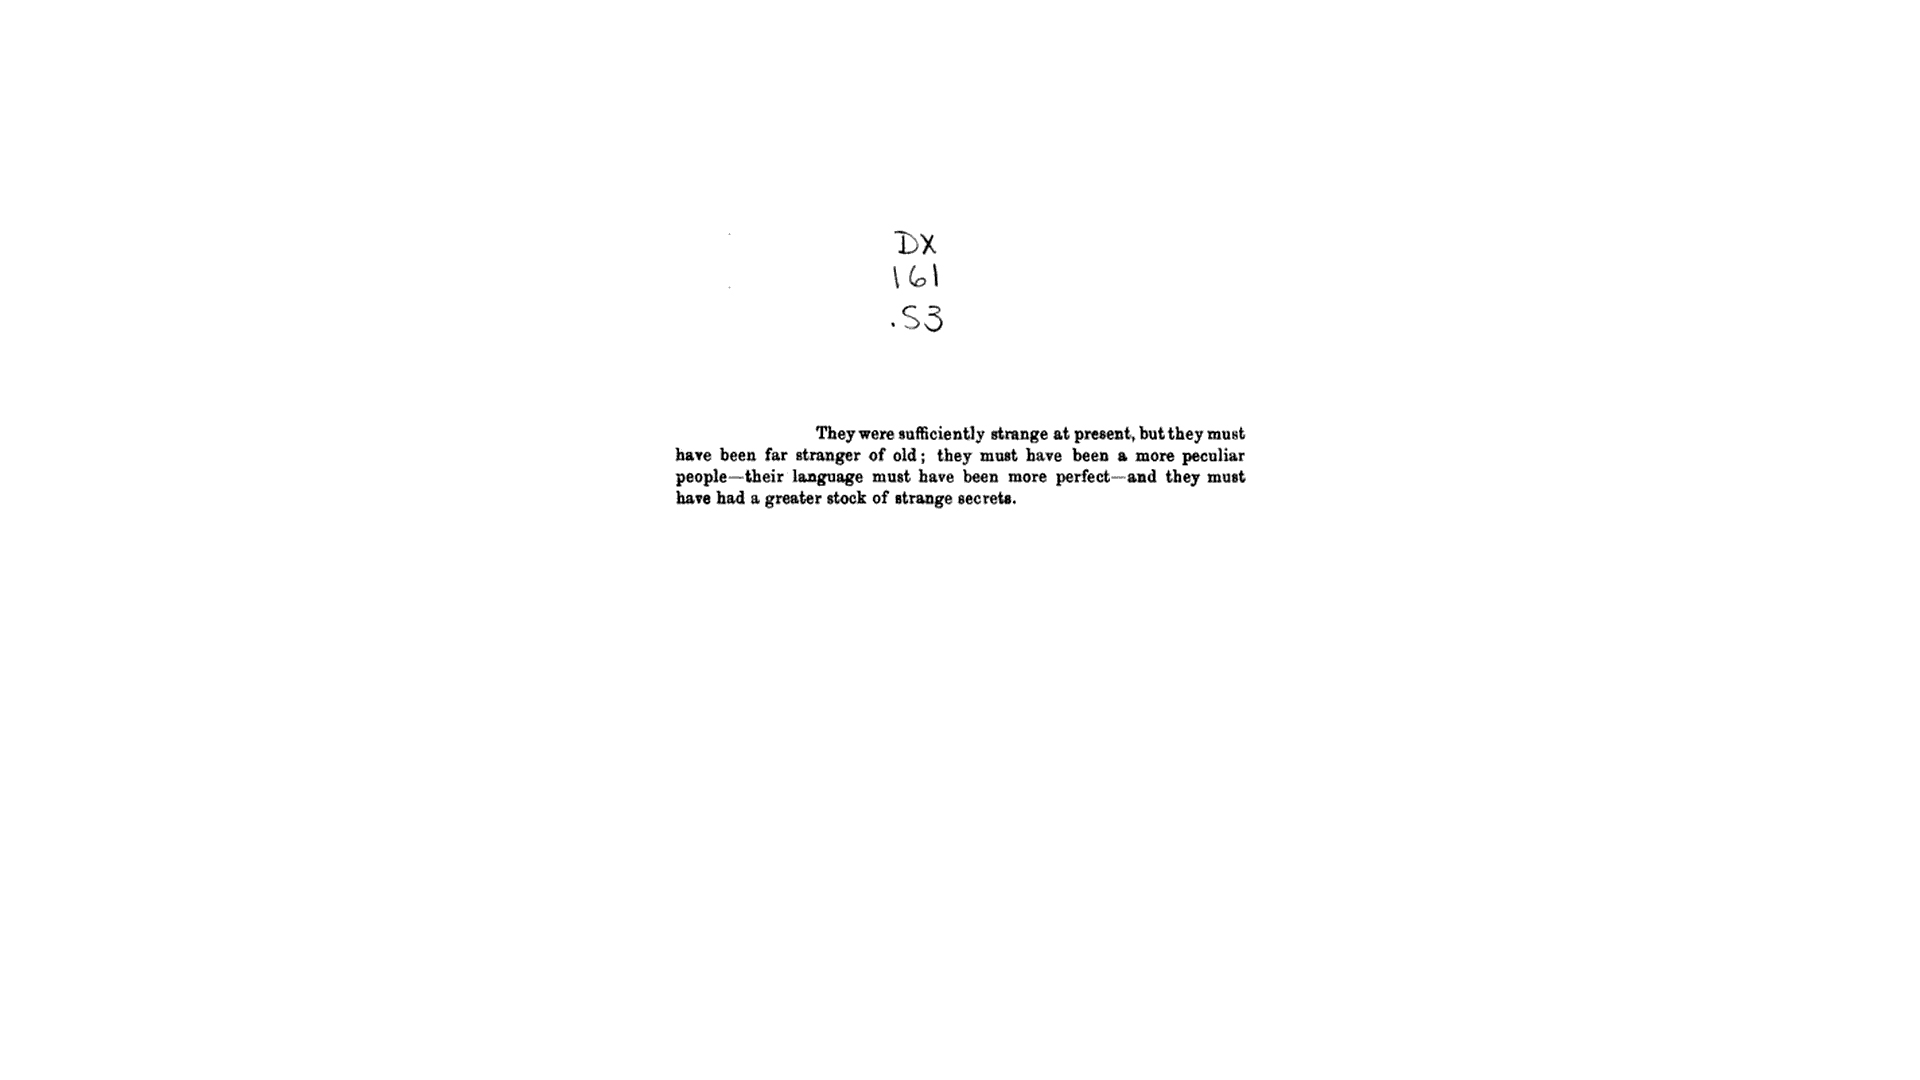 DX
161
.S3
They were sufficiently strange at present, but they must
have been far stranger of old; they must have been a more peculiar
people—their language must have been more perfect—and they must
have had a greater stock of strange secrets.